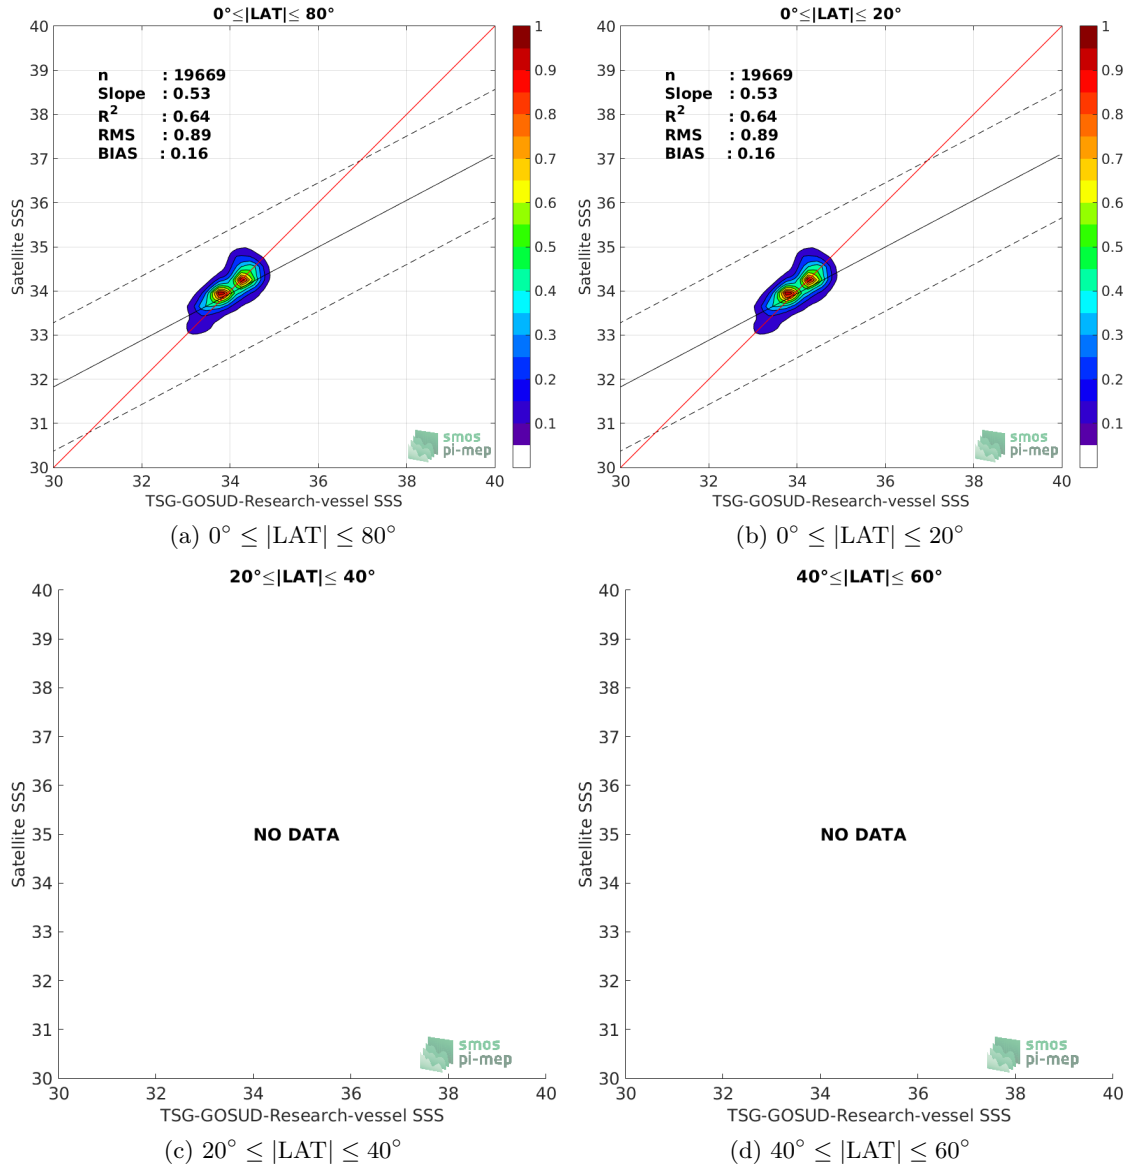 0°≤|LAT|≤ 80°
40
39
38
37
36
35
34
33
32
31
30
Satellite SSS
n : 19669
Slope : 0.53
R² : 0.64
RMS : 0.89
BIAS : 0.16
smos
pi-mep
30 32 34 36 38 40
TSG-GOSUD-Research-vessel SSS
1
0.9
0.8
0.7
0.6
0.5
0.4
0.3
0.2
0.1
(a) 0° ≤ |LAT| ≤ 80°
0°≤|LAT|≤ 20°
40
39
38
37
36
35
34
33
32
31
30
Satellite SSS
n : 19669
Slope : 0.53
R² : 0.64
RMS : 0.89
BIAS : 0.16
smos
pi-mep
30 32 34 36 38 40
TSG-GOSUD-Research-vessel SSS
1
0.9
0.8
0.7
0.6
0.5
0.4
0.3
0.2
0.1
(b) 0° ≤ |LAT| ≤ 20°
20°≤|LAT|≤ 40°
40
39
38
37
36
35
34
33
32
31
30
Satellite SSS
NO DATA
smos
pi-mep
30 32 34 36 38 40
TSG-GOSUD-Research-vessel SSS
(c) 20° ≤ |LAT| ≤ 40°
40°≤|LAT|≤ 60°
40
39
38
37
36
35
34
33
32
31
30
Satellite SSS
NO DATA
smos
pi-mep
30 32 34 36 38 40
TSG-GOSUD-Research-vessel SSS
(d) 40° ≤ |LAT| ≤ 60°